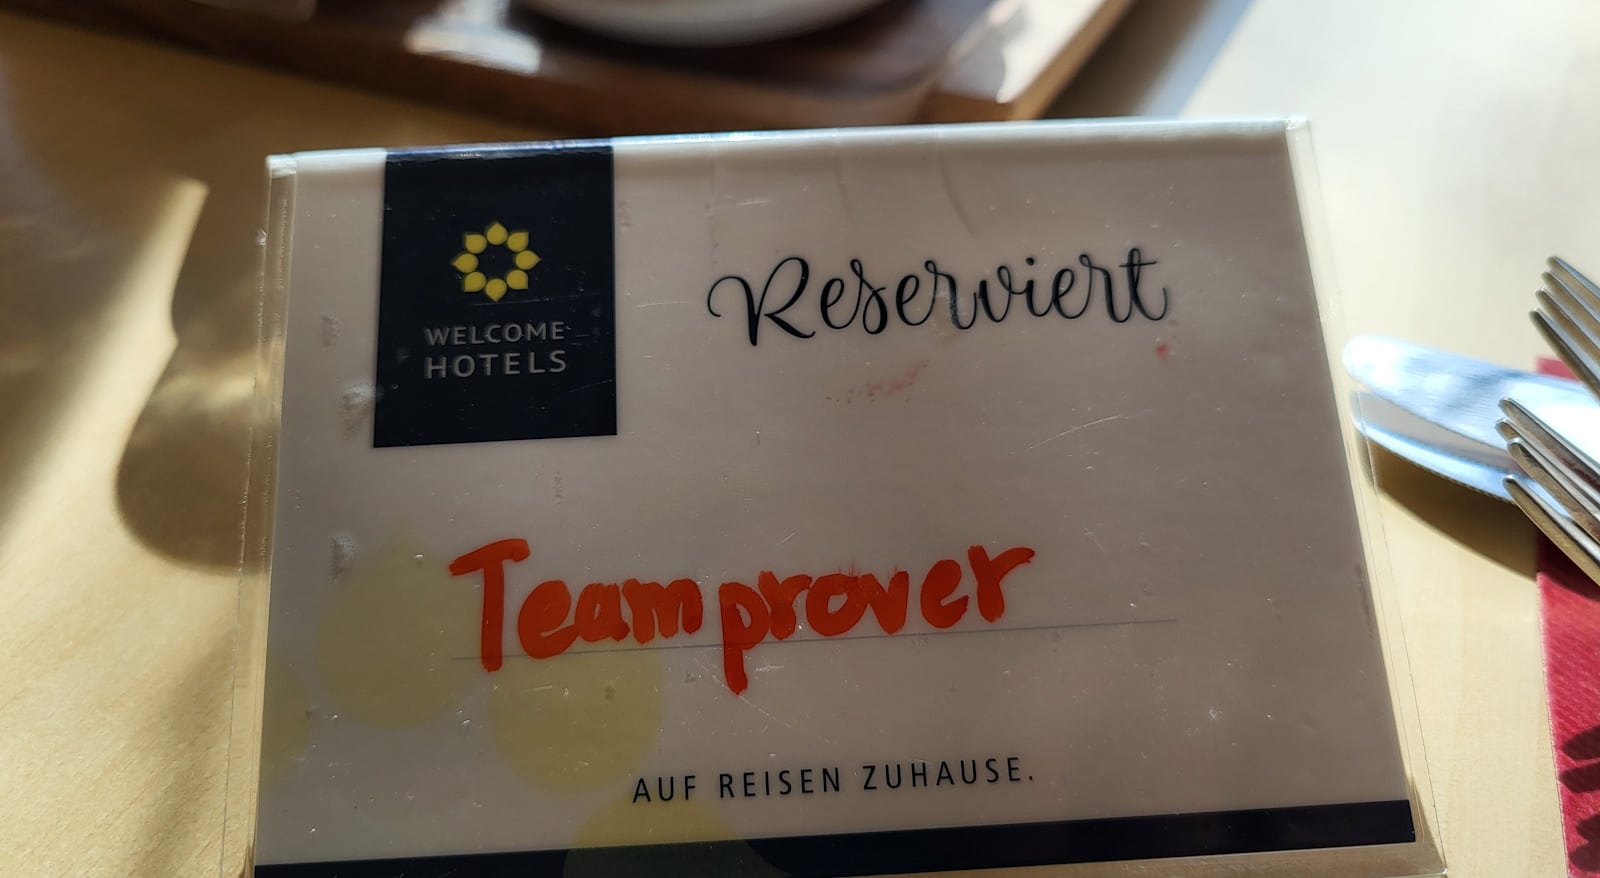 WELCOME
HOTELS
Reserviert
Teamprover
AUF REISEN ZUHAUSE.